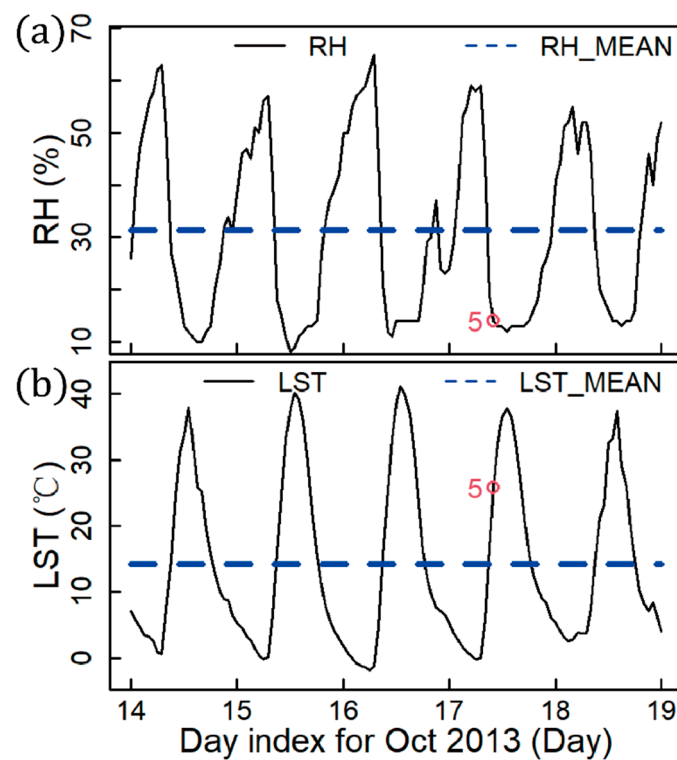 (a)
RH
RH_MEAN
70
50
30
10
RH (%)
5
(b)
LST
LST_MEAN
40
30
20
10
0
LST (℃)
5
14 15 16 17 18 19
Day index for Oct 2013 (Day)